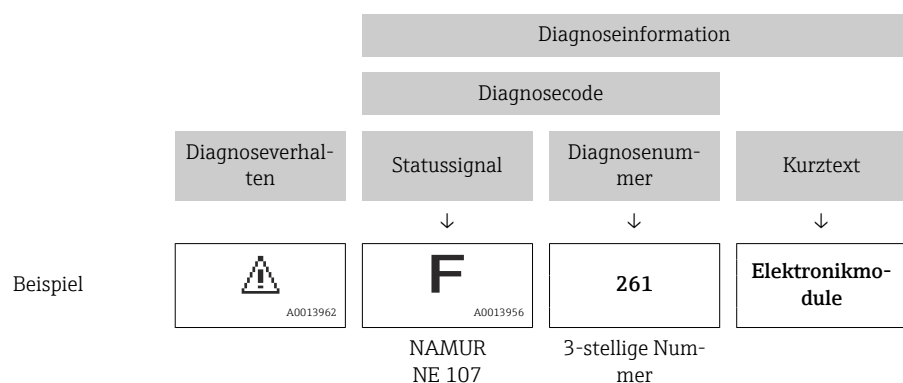 Diagnoseinformation
Diagnosecode
Diagnoseverhal-
ten
Statussignal
Diagnosenum-
mer
Kurztext
↓ ↓ ↓
Beispiel
A0013962
F
A0013956
261
Elektronikmo-
dule
NAMUR
NE 107
3-stellige Num-
mer